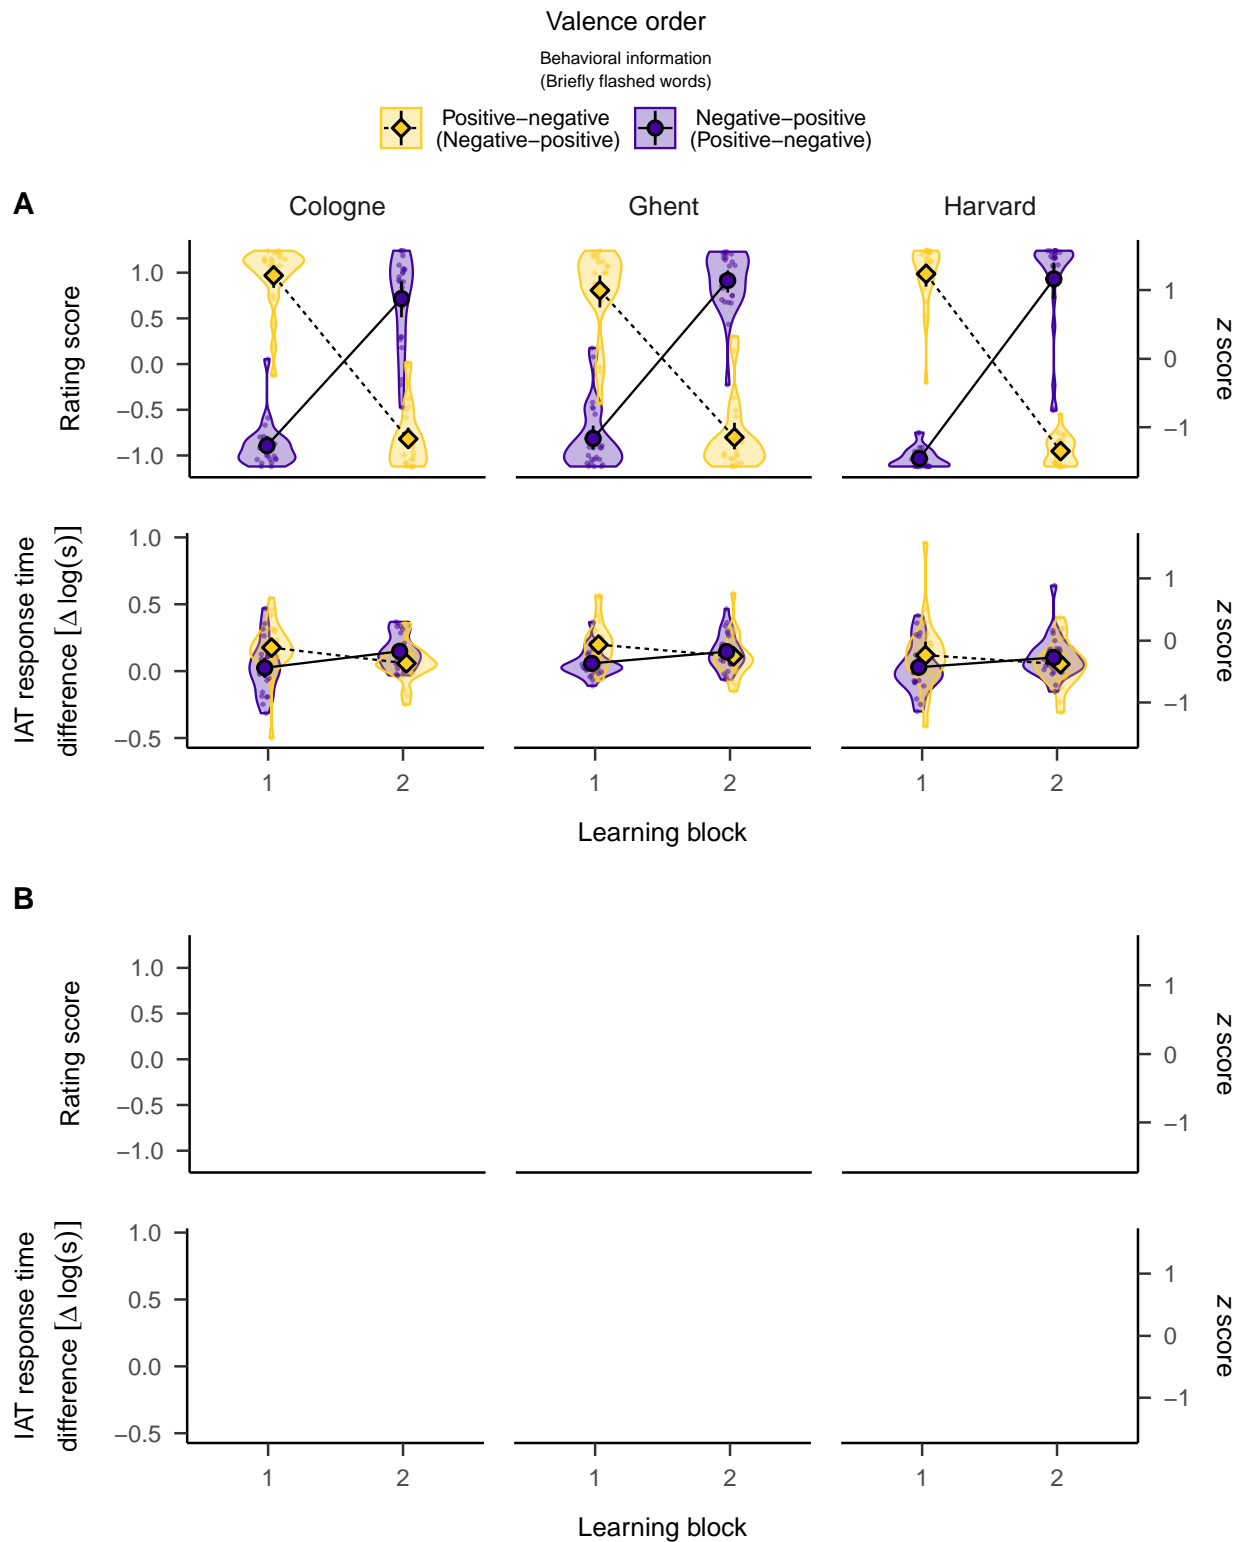 Valence order
Behavioral information
(Briefly flashed words)
Positive−negative
(Negative−positive)
Negative−positive
(Positive−negative)
A
Cologne
Ghent
Harvard
1.0
0.5
0.0
−0.5
−1.0
Rating score
1
0
−1
z score
1.0
0.5
0.0
−0.5
IAT response time
difference [Δ log(s)]
1
0
−1
z score
1 2 1 2 1 2
Learning block
B
1.0
0.5
0.0
−0.5
−1.0
Rating score
1
0
−1
z score
1.0
0.5
0.0
−0.5
IAT response time
difference [Δ log(s)]
1
0
−1
z score
1 2 1 2 1 2
Learning block